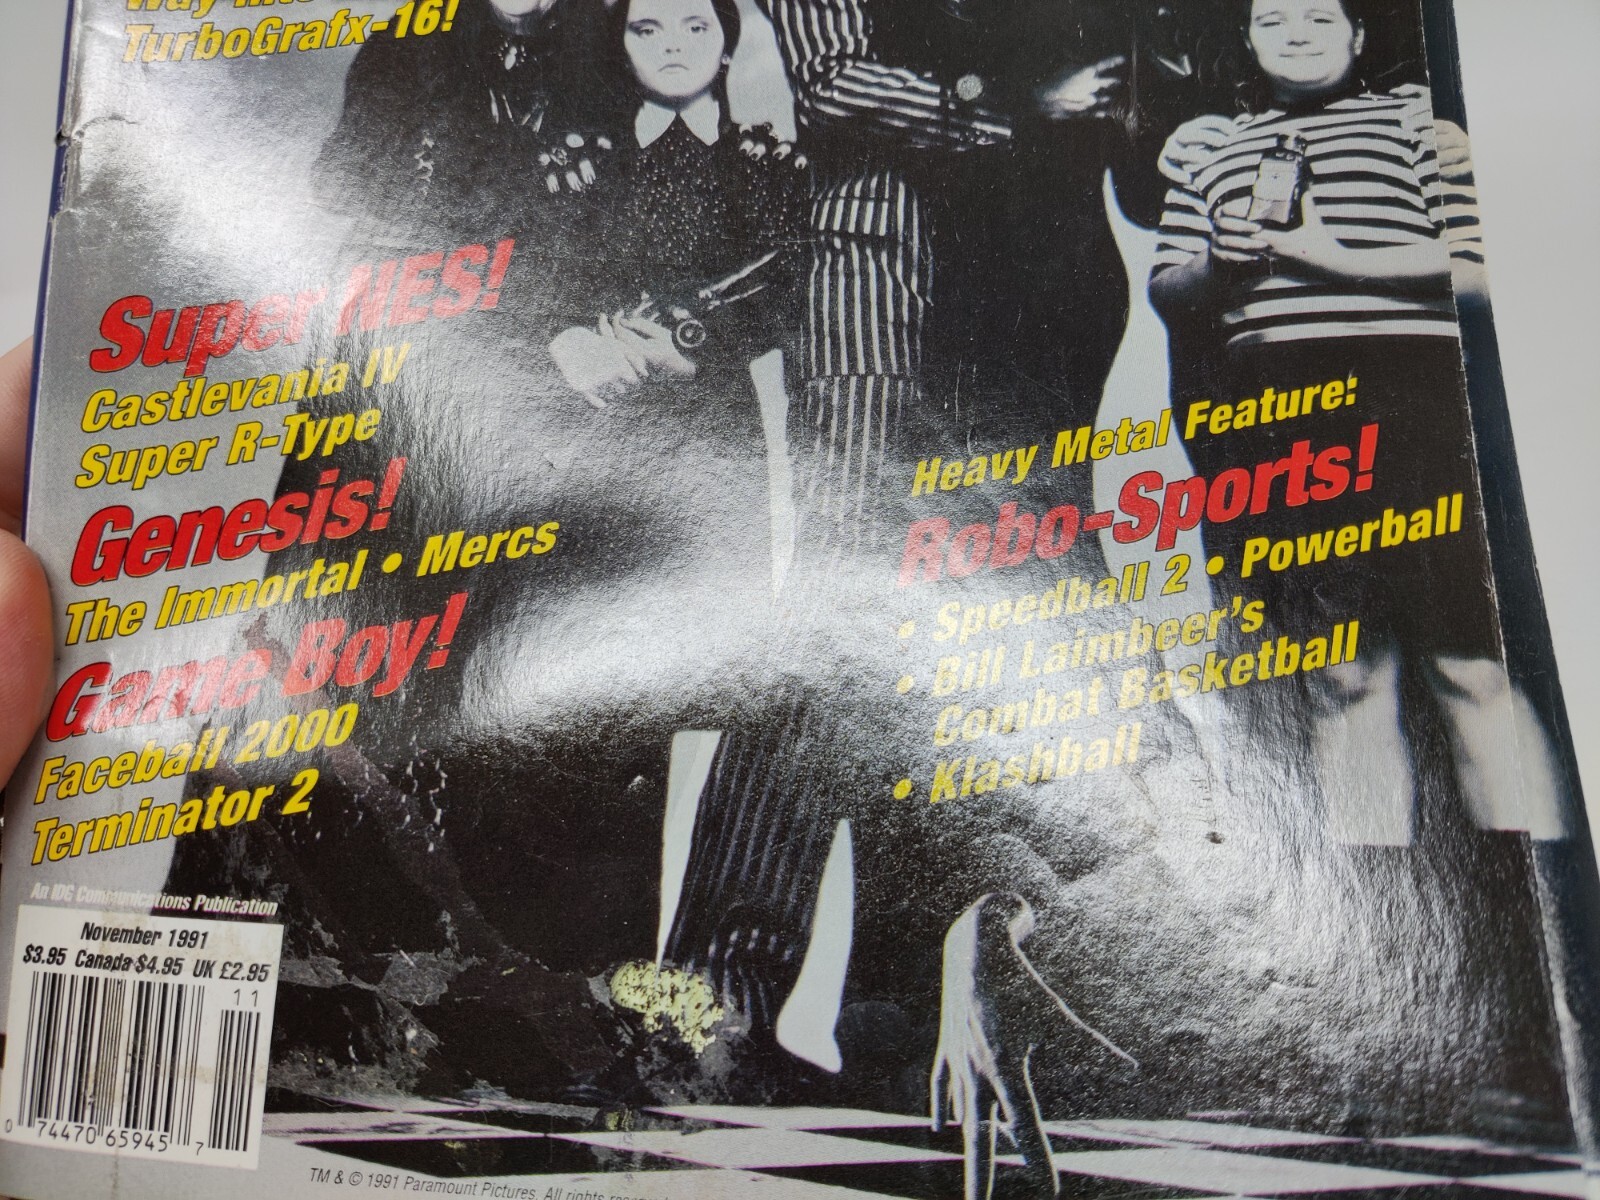 TurboGrafx-16!
Super NES!
Castlevania IV
Super R-Type
Genesis!
The Immortal • Mercs
Game Boy!
Faceball 2000
Terminator 2
Heavy Metal Feature:
Robo-Sports!
• Speedball 2 • Powerball
• Bill Laimbeer's
Combat Basketball
• Klashball
An IDG Communications Publication
November 1991
$3.95 Canada $4.95 UK £2.95
11
0 74470 65945 7
TM & © 1991 Paramount Pictures. All rights